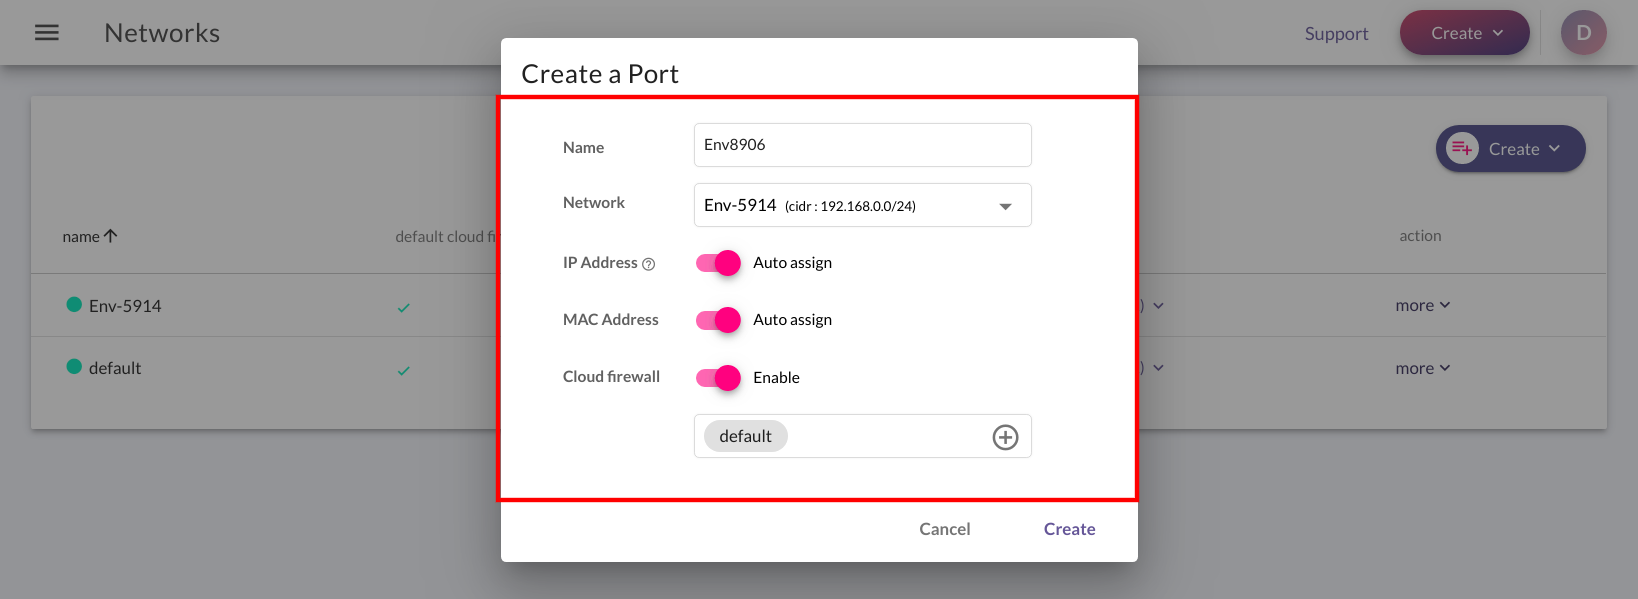 Networks
Support
Create
D
Create a Port
Name
Env8906
Create
Network
Env-5914 (cidr : 192.168.0.0/24)
name
default cloud
action
IP Address
Auto assign
Env-5914
more
MAC Address
Auto assign
default
more
Cloud firewall
Enable
default
Cancel
Create